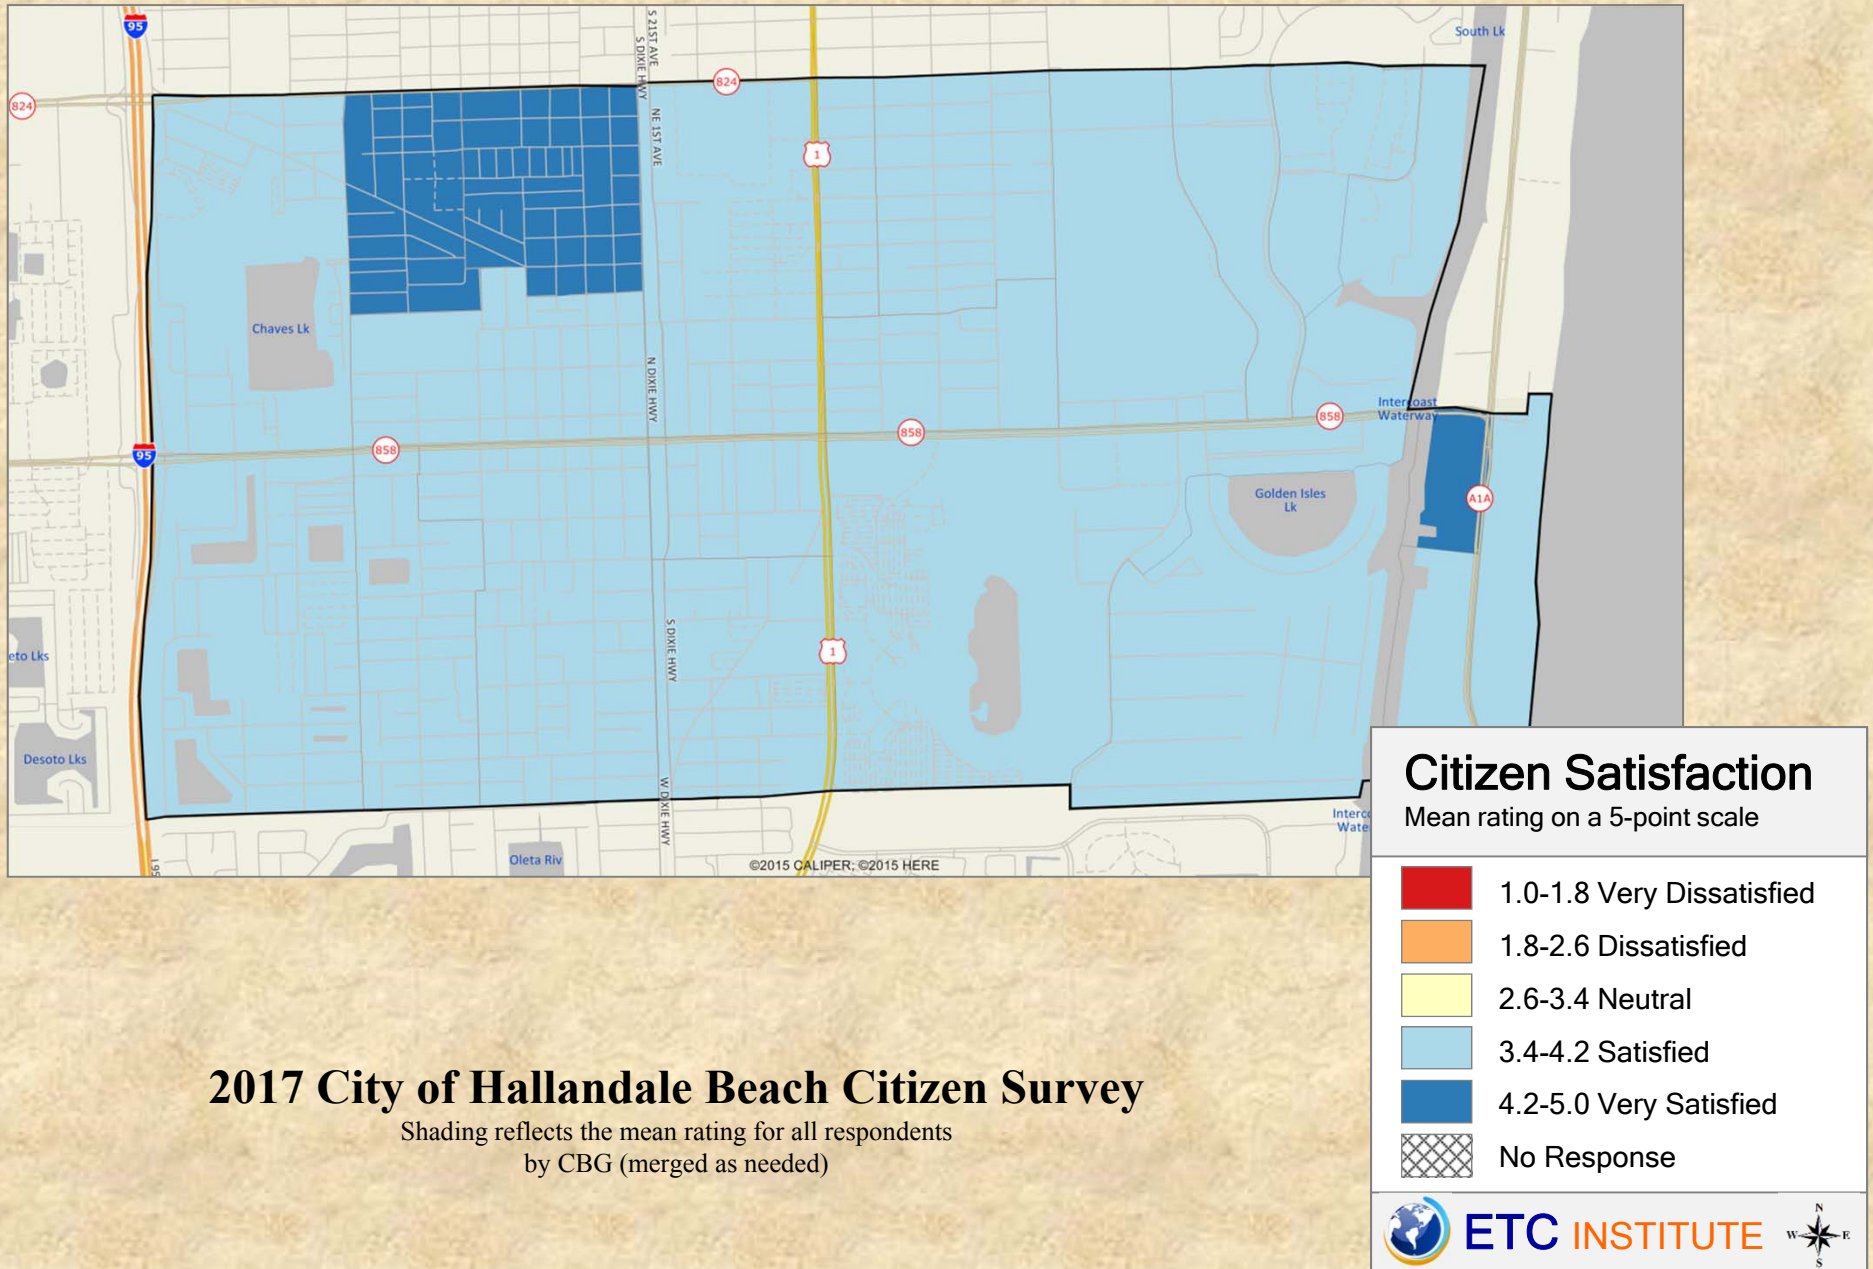 95
S 21ST AVE
S DIXIE HWY
South Lk
824
824
NE 1ST AVE
1
Chaves Lk
N DIXIE HWY
Intercoast
Waterway
858
858
858
95
Golden Isles
Lk
A1A
S DIXIE HWY
1
eto Lks
Desoto Lks
W DIXIE HWY
Interco
Wate
Oleta Riv
I 95
©2015 CALIPER; ©2015 HERE
Citizen Satisfaction
Mean rating on a 5-point scale
1.0-1.8 Very Dissatisfied
1.8-2.6 Dissatisfied
2.6-3.4 Neutral
3.4-4.2 Satisfied
4.2-5.0 Very Satisfied
No Response
2017 City of Hallandale Beach Citizen Survey
Shading reflects the mean rating for all respondents
by CBG (merged as needed)
ETC INSTITUTE
N
W E
S